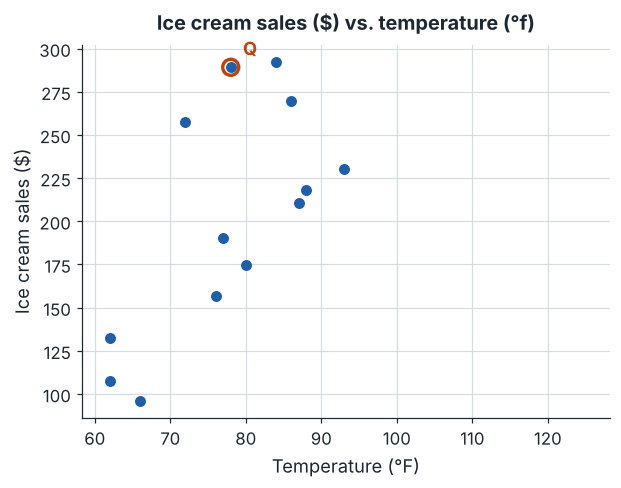 Ice cream sales ($) vs. temperature (°f)
Q
300
275
250
225
200
175
150
125
100
Ice cream sales ($)
60 70 80 90 100 110 120
Temperature (°F)